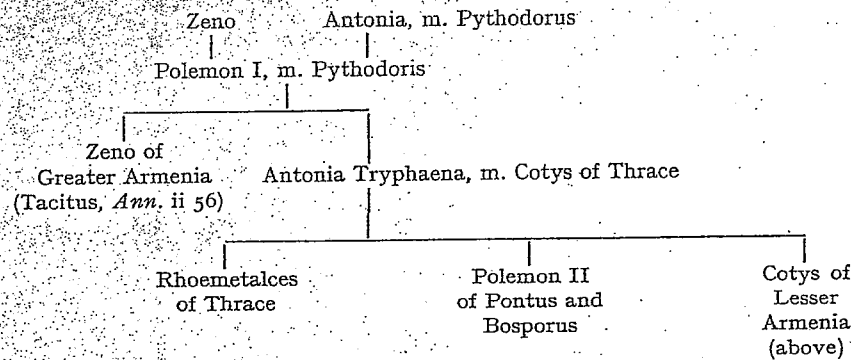 Zeno Antonia, m. Pythodorus
Polemon I, m. Pythodoris
Zeno of
Greater Armenia
(Tacitus, Ann. ii 56)
Antonia Tryphaena, m. Cotys of Thrace
Rhoemetalces
of Thrace
Polemon II
of Pontus and
Bosporus
Cotys of
Lesser
Armenia
(above)